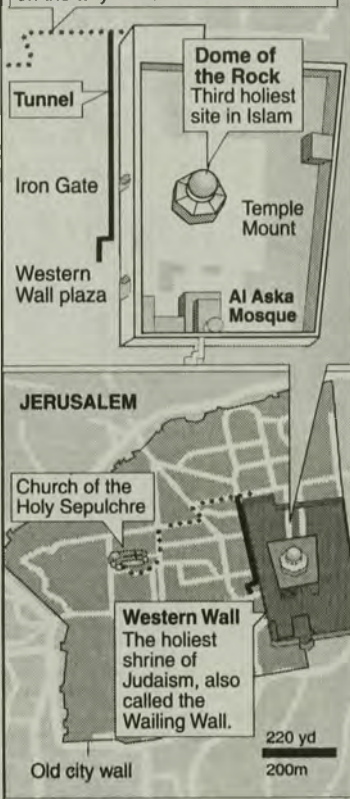 Dome of
the Rock
Third holiest
site in Islam
Tunnel
Iron Gate
Temple
Mount
Western
Wall plaza
Al Aska
Mosque
JERUSALEM
Church of the
Holy Sepulchre
Western Wall
The holiest
shrine of
Judaism, also
called the
Wailing Wall.
220 yd
200m
Old city wall